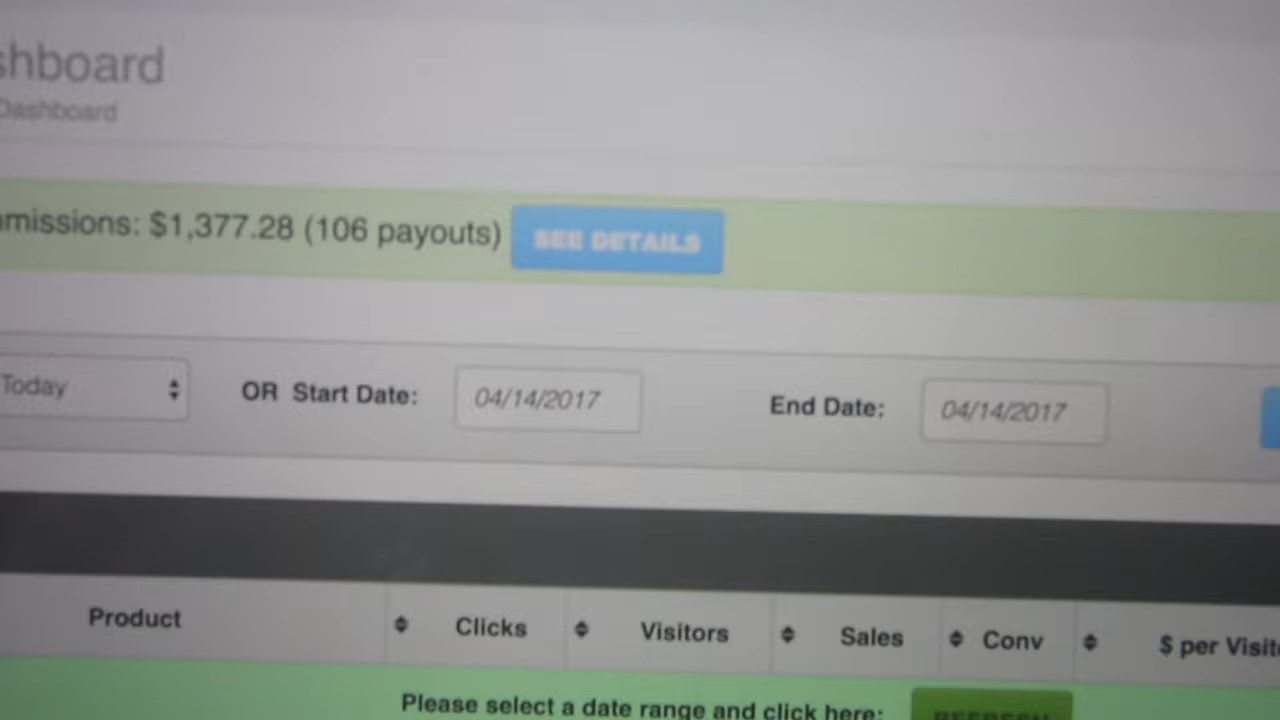 shboard
Dashboard
mmissions: $1,377.28 (106 payouts) SEE DETAILS
Today OR Start Date: 04/14/2017 End Date: 04/14/2017
Product Clicks Visitors Sales Conv $ per Visit
Please select a date range and click here: REFRESH